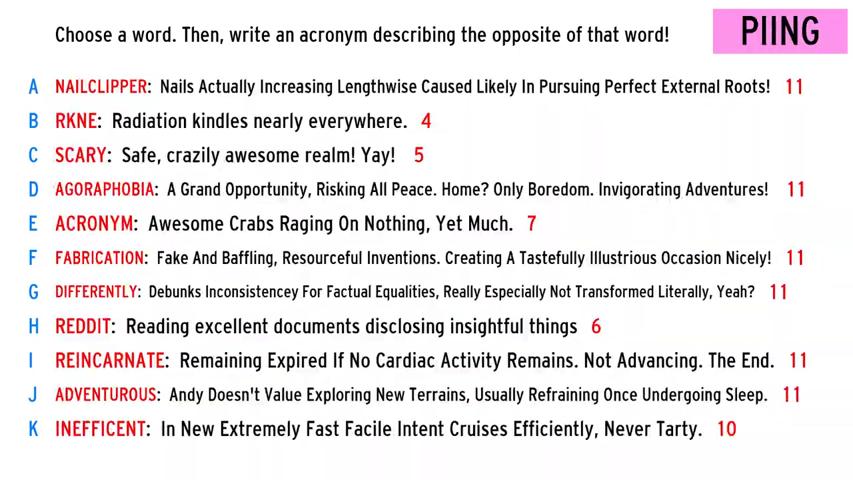 Choose a word. Then, write an acronym describing the opposite of that word!
PIING
A NAILCLIPPER: Nails Actually Increasing Lengthwise Caused Likely In Pursuing Perfect External Roots! 11
B RKNE: Radiation kindles nearly everywhere. 4
C SCARY: Safe, crazily awesome realm! Yay! 5
D AGORAPHOBIA: A Grand Opportunity, Risking All Peace. Home? Only Boredom. Invigorating Adventures! 11
E ACRONYM: Awesome Crabs Raging On Nothing, Yet Much. 7
F FABRICATION: Fake And Baffling, Resourceful Inventions. Creating A Tastefully Illustrious Occasion Nicely! 11
G DIFFERENTLY: Debunks Inconsistencey For Factual Equalities, Really Especially Not Transformed Literally, Yeah? 11
H REDDIT: Reading excellent documents disclosing insightful things 6
I REINCARNATE: Remaining Expired If No Cardiac Activity Remains. Not Advancing. The End. 11
J ADVENTUROUS: Andy Doesn't Value Exploring New Terrains, Usually Refraining Once Undergoing Sleep. 11
K INEFFICENT: In New Extremely Fast Facile Intent Cruises Efficiently, Never Tarty. 10